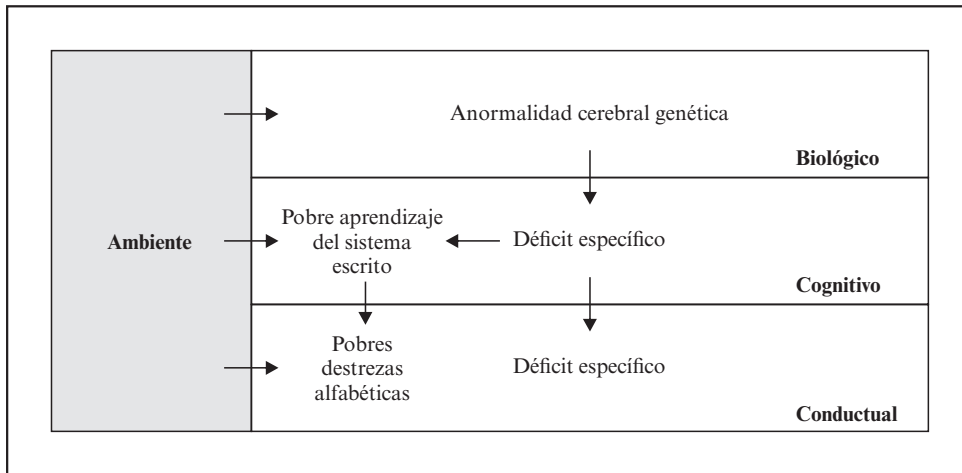 Anormalidad cerebral genética
Biológico
Ambiente
Pobre aprendizaje
del sistema
escrito
Déficit específico
Cognitivo
Pobres
destrezas
alfabéticas
Déficit específico
Conductual